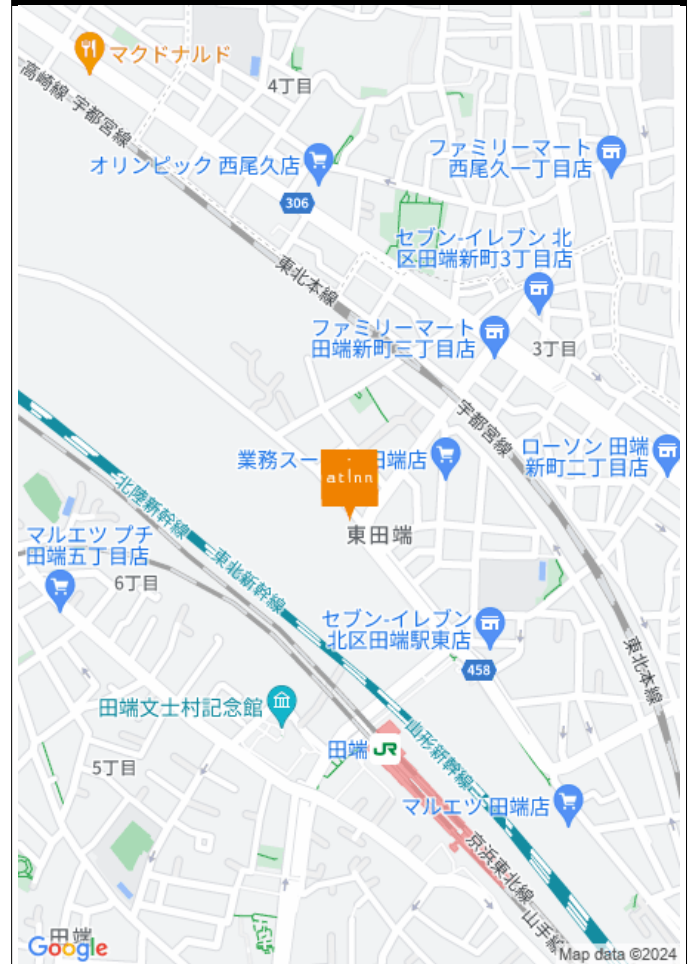 マクドナルド
高崎線
宇都宮線
4丁目
オリンピック 西尾久店
ファミリーマート
西尾久一丁目店
306
セブン-イレブン 北
区田端新町3丁目店
東北本線
ファミリーマート
田端新町三丁目店
3丁目
宇都宮線
業務スー
田端店
atInn
ローソン 田端
新町二丁目店
北陸新幹線
東田端
マルエツ プチ
田端五丁目店
東北新幹線
6丁目
セブン-イレブン
北区田端駅東店
東北本線
458
田端文士村記念館
田端 JR
山形新幹線
5丁目
マルエツ 田端店
京浜東北線
山手線
田端
Google
Map data ©2024